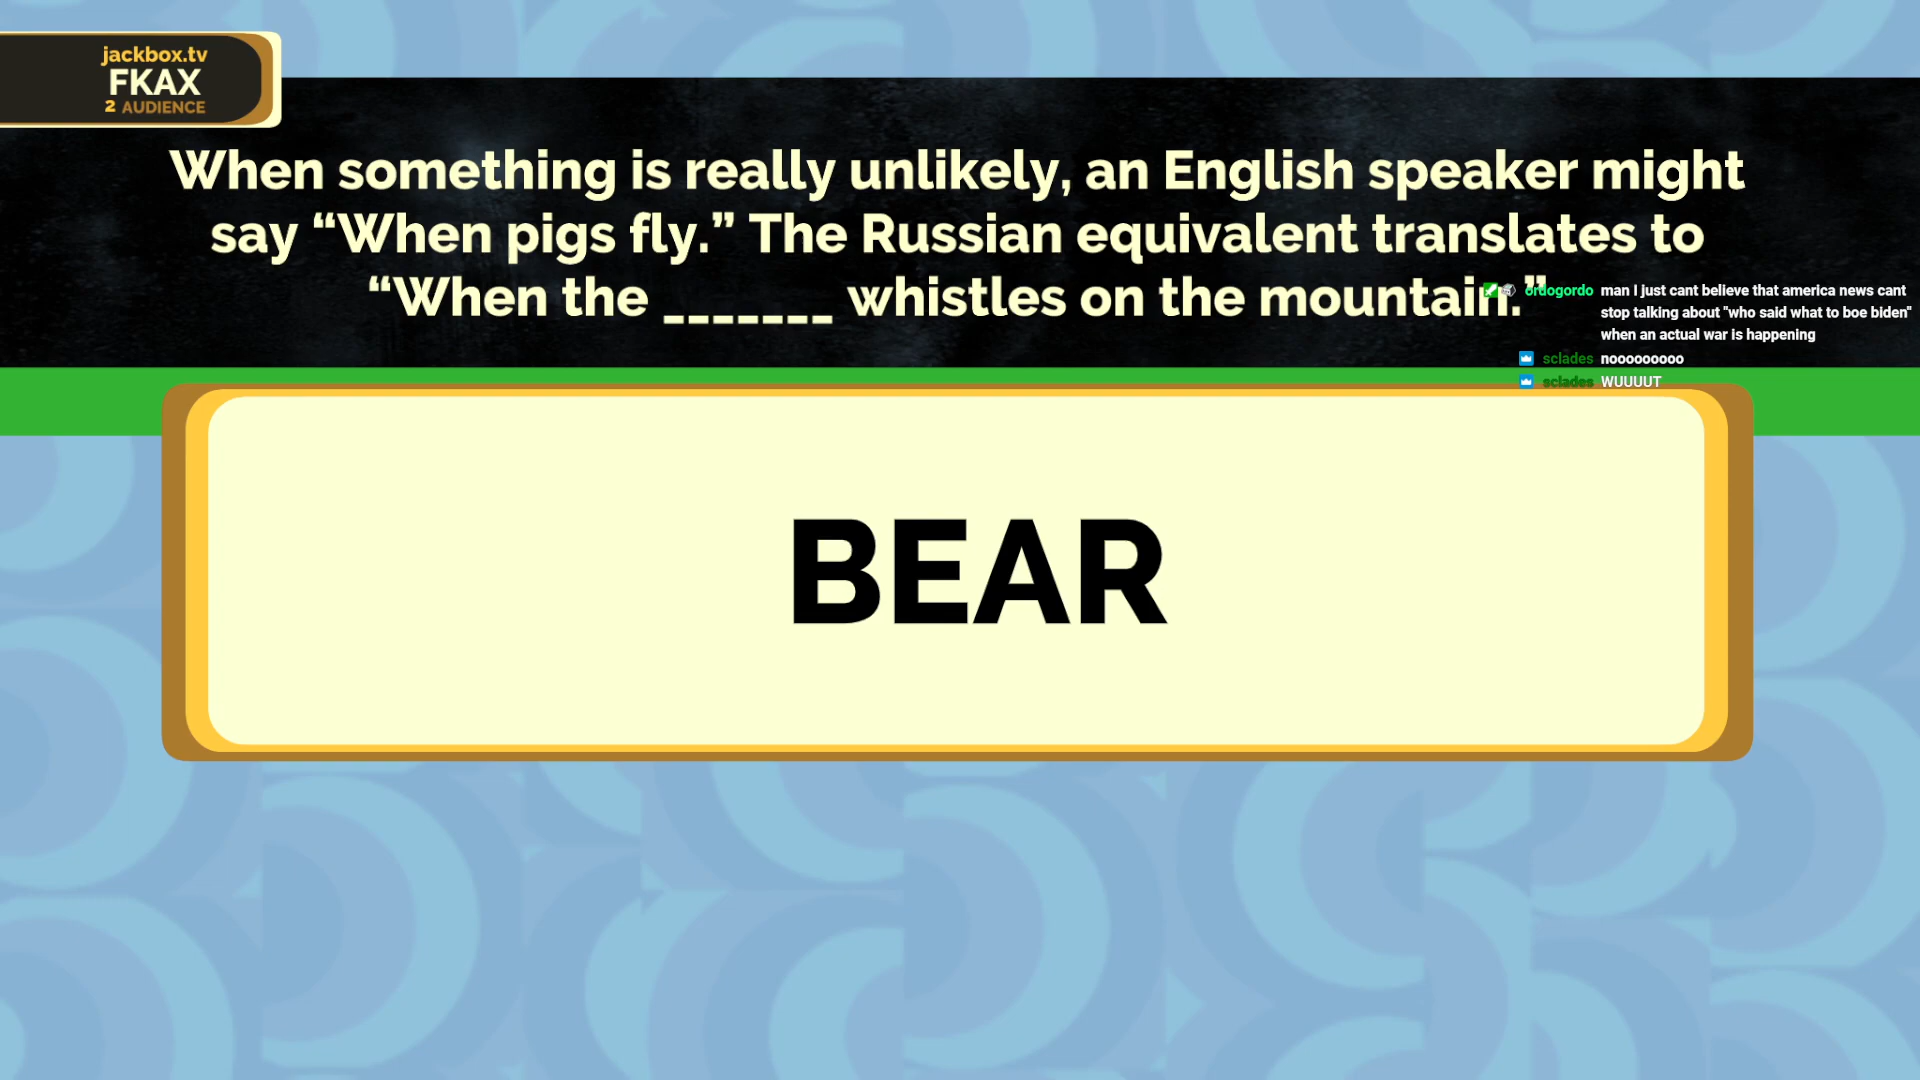 jackbox.tv
FKAX
2 AUDIENCE
When something is really unlikely, an English speaker might
say “When pigs fly.” The Russian equivalent translates to
“When the _______ whistles on the mountain.”
ordogordo man I just cant believe that america news cant
stop talking about "who said what to boe biden"
when an actual war is happening
sclades nooooooooo
sclades WUUUUT
BEAR